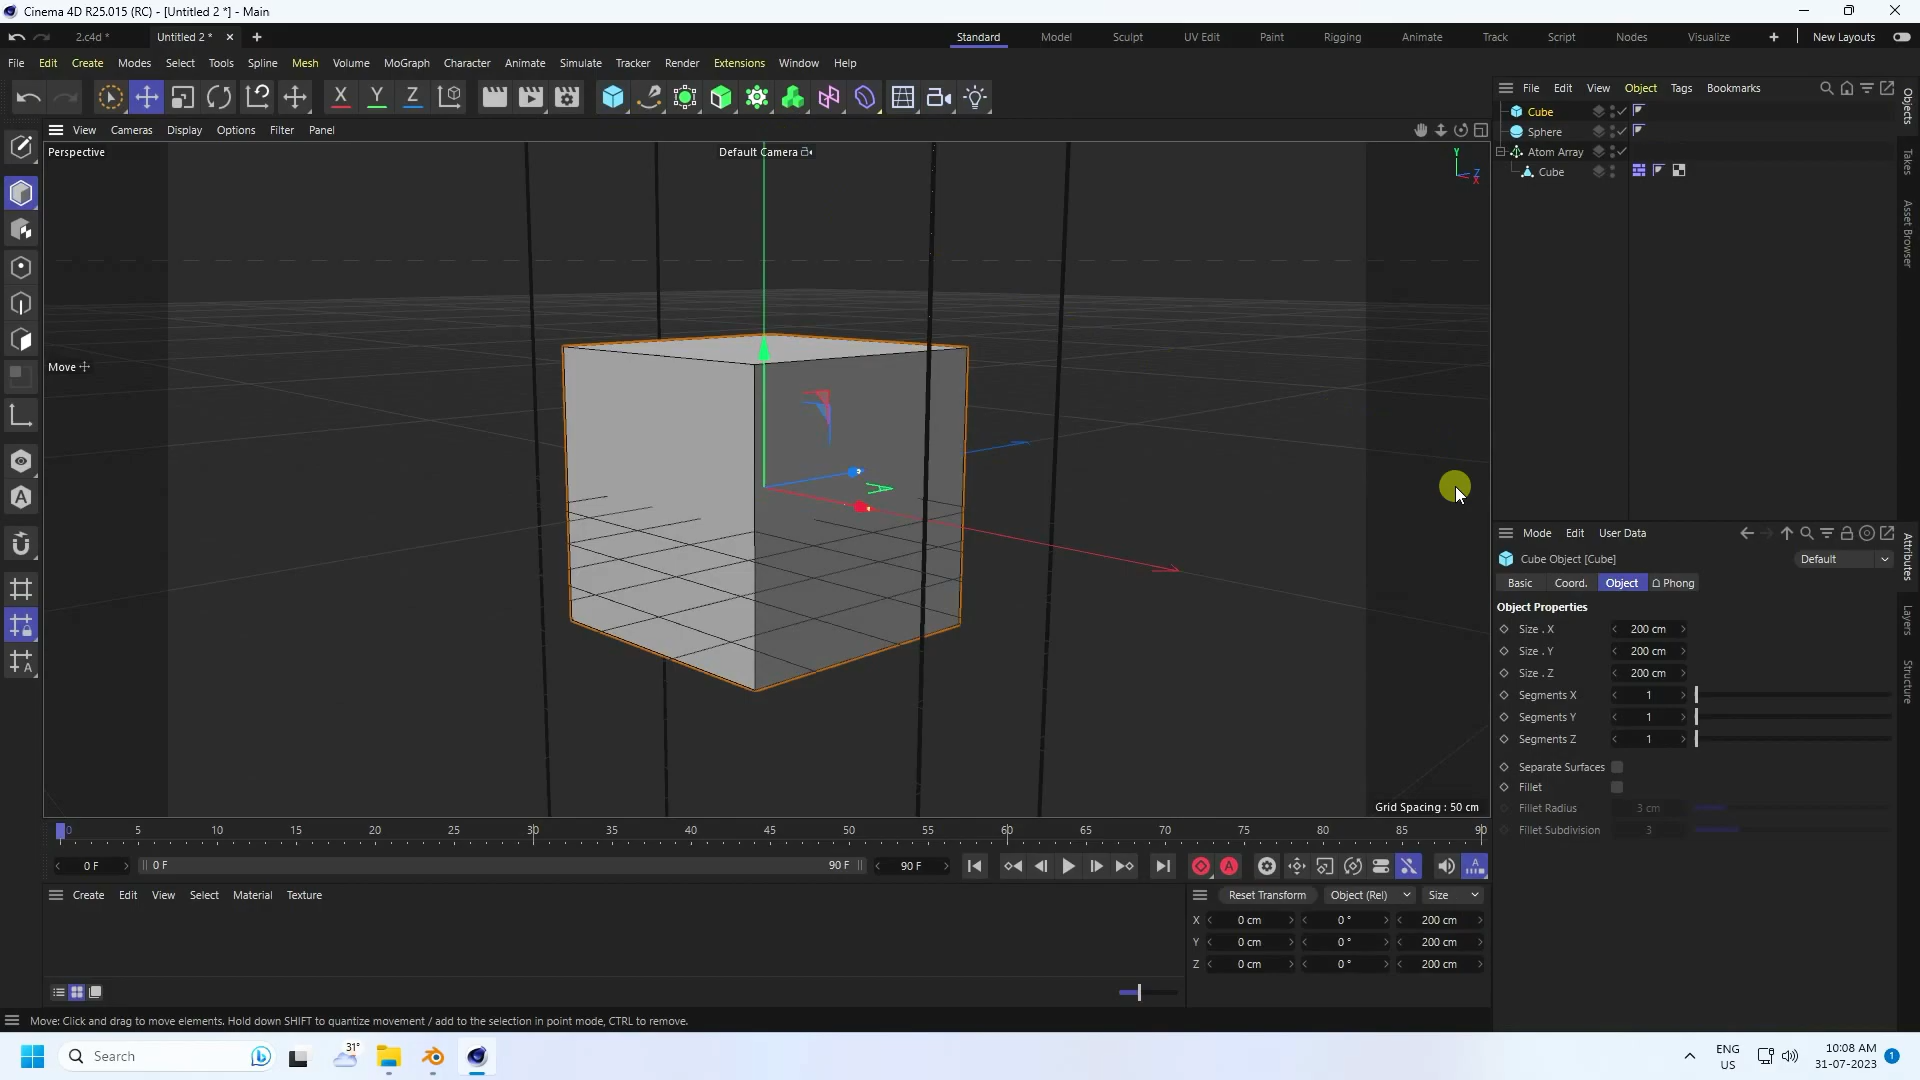 Cinema 4D R25.015 (RC) - [Untitled 2 *] - Main
2.c4d *
Untitled 2 *
Standard Model Sculpt UV Edit Paint Rigging Animate Track Script Nodes Visualize New Layouts
File Edit Create Modes Select Tools Spline Mesh Volume MoGraph Character Animate Simulate Tracker Render Extensions Window Help
X Y Z
File Edit View Object Tags Bookmarks
Cube
Sphere
Atom Array
Cube
Objects
Takes
Asset Browser
View Cameras Display Options Filter Panel
Perspective
Default Camera
Y
Z
X
Move
Grid Spacing : 50 cm
Mode Edit User Data
Cube Object [Cube]
Default
Basic Coord. Object Phong
Object Properties
Size . X 200 cm
Size . Y 200 cm
Size . Z 200 cm
Segments X 1
Segments Y 1
Segments Z 1
Separate Surfaces
Fillet
Fillet Radius 3 cm
Fillet Subdivision 3
Attributes
Layers
Structure
0 5 10 15 20 25 30 35 40 45 50 55 60 65 70 75 80 85 90
0 F
0 F
90 F
90 F
Create Edit View Select Material Texture
Reset Transform Object (Rel) Size
X 0 cm 0 ° 200 cm
Y 0 cm 0 ° 200 cm
Z 0 cm 0 ° 200 cm
Move: Click and drag to move elements. Hold down SHIFT to quantize movement / add to the selection in point mode, CTRL to remove.
Search
31°
ENG
US
10:08 AM
31-07-2023
1